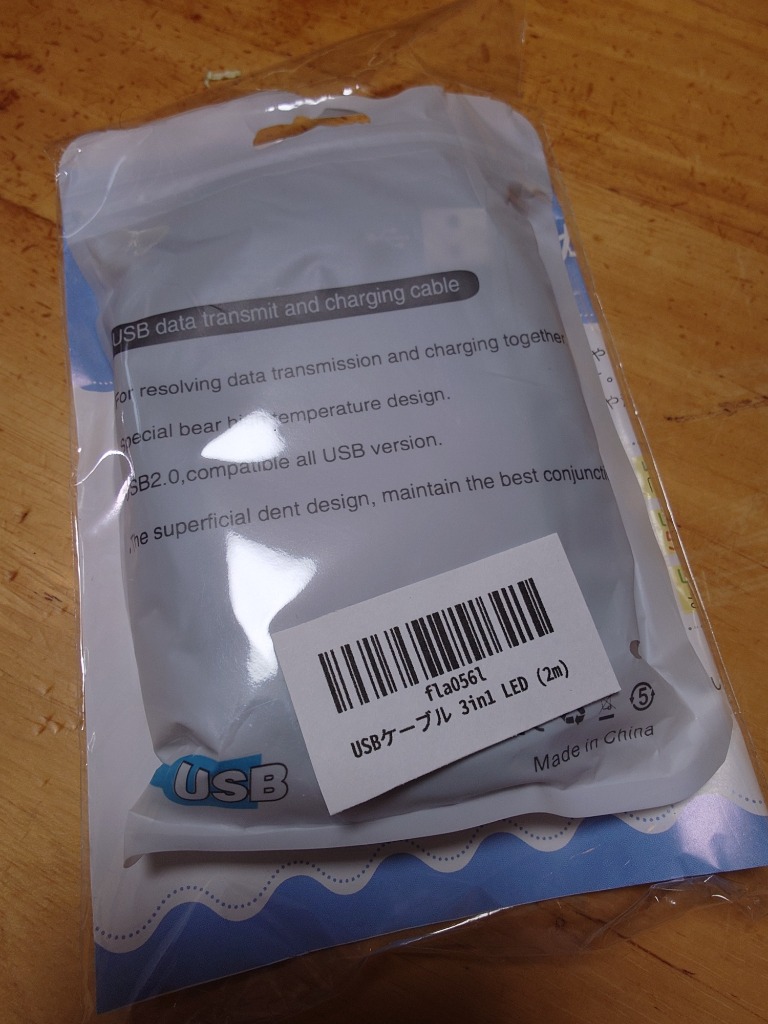 USB data transmit and charging cable
For resolving data transmission and charging together
special bear temperature design.
USB2.0,compatible all USB version.
The superficial dent design, maintain the best conjuncti
fla056l
USBケーブル 3in1 LED (2m)
5
Made in China
USB